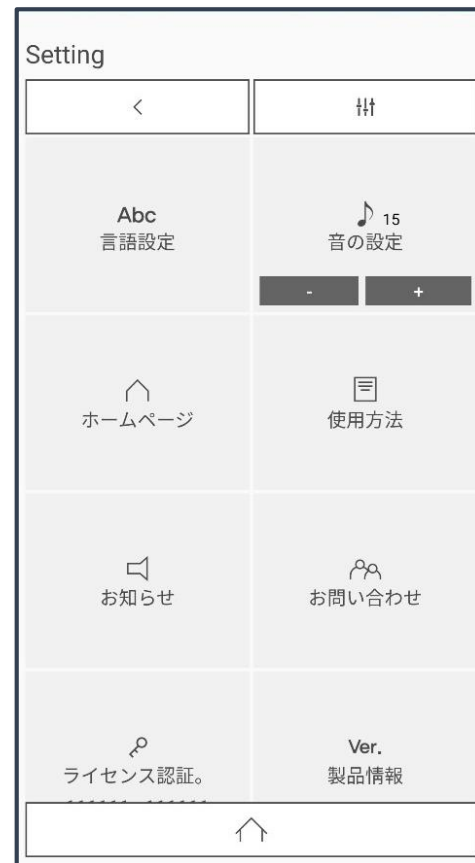 Setting
Abc
言語設定
15
音の設定
-
+
ホームページ
使用方法
お知らせ
お問い合わせ
ライセンス認証。
Ver.
製品情報